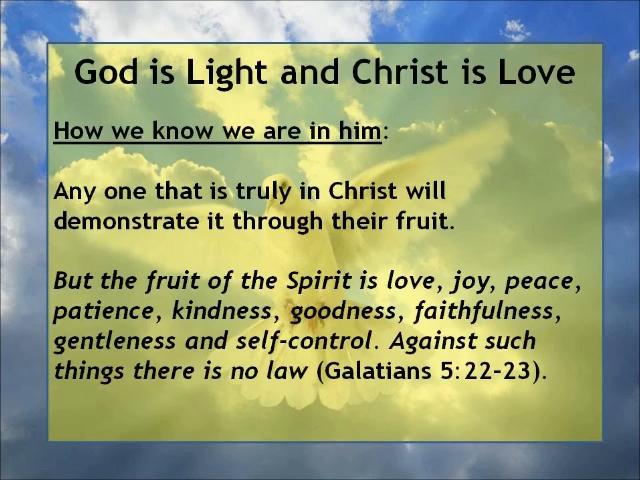 God is Light and Christ is Love
How we know we are in him:
Any one that is truly in Christ will
demonstrate it through their fruit.
But the fruit of the Spirit is love, joy, peace,
patience, kindness, goodness, faithfulness,
gentleness and self-control. Against such
things there is no law (Galatians 5:22-23).